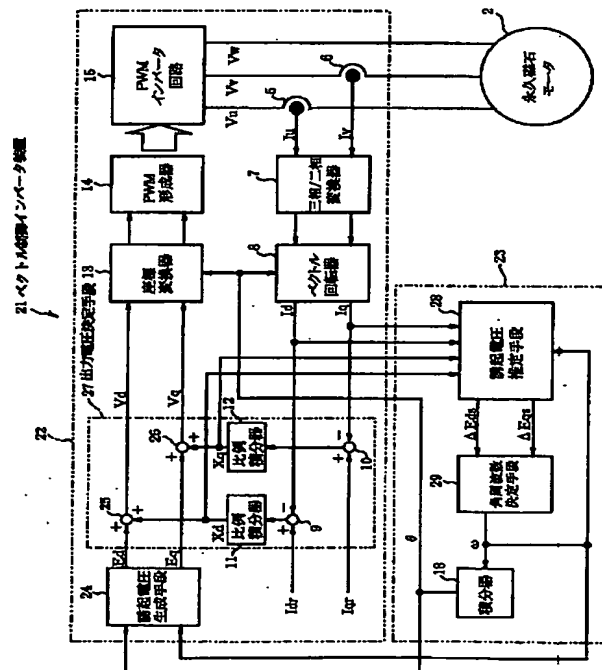 21 ベクトル制御インバータ装置
22
27 出力電圧決定手段
24
誘起電圧
生成手段
Ed
Eq
25
+
+
26
+
+
Vd
Vq
13
座標
変換器
14
PWM
形成器
15
PWM
インバータ
回路
Vu
Vv
Vw
5
6
Iu
Iv
2
永久磁石
モータ
7
三相/二相
変換器
8
ベクトル
回転器
Id
Iq
Xd
Xq
11
比例
積分器
12
比例
積分器
9
+
−
10
+
−
Idr
Iqr
θ
23
28
誘起電圧
推定手段
ΔEds
ΔEqs
29
角周波数
決定手段
ω
18
積分器